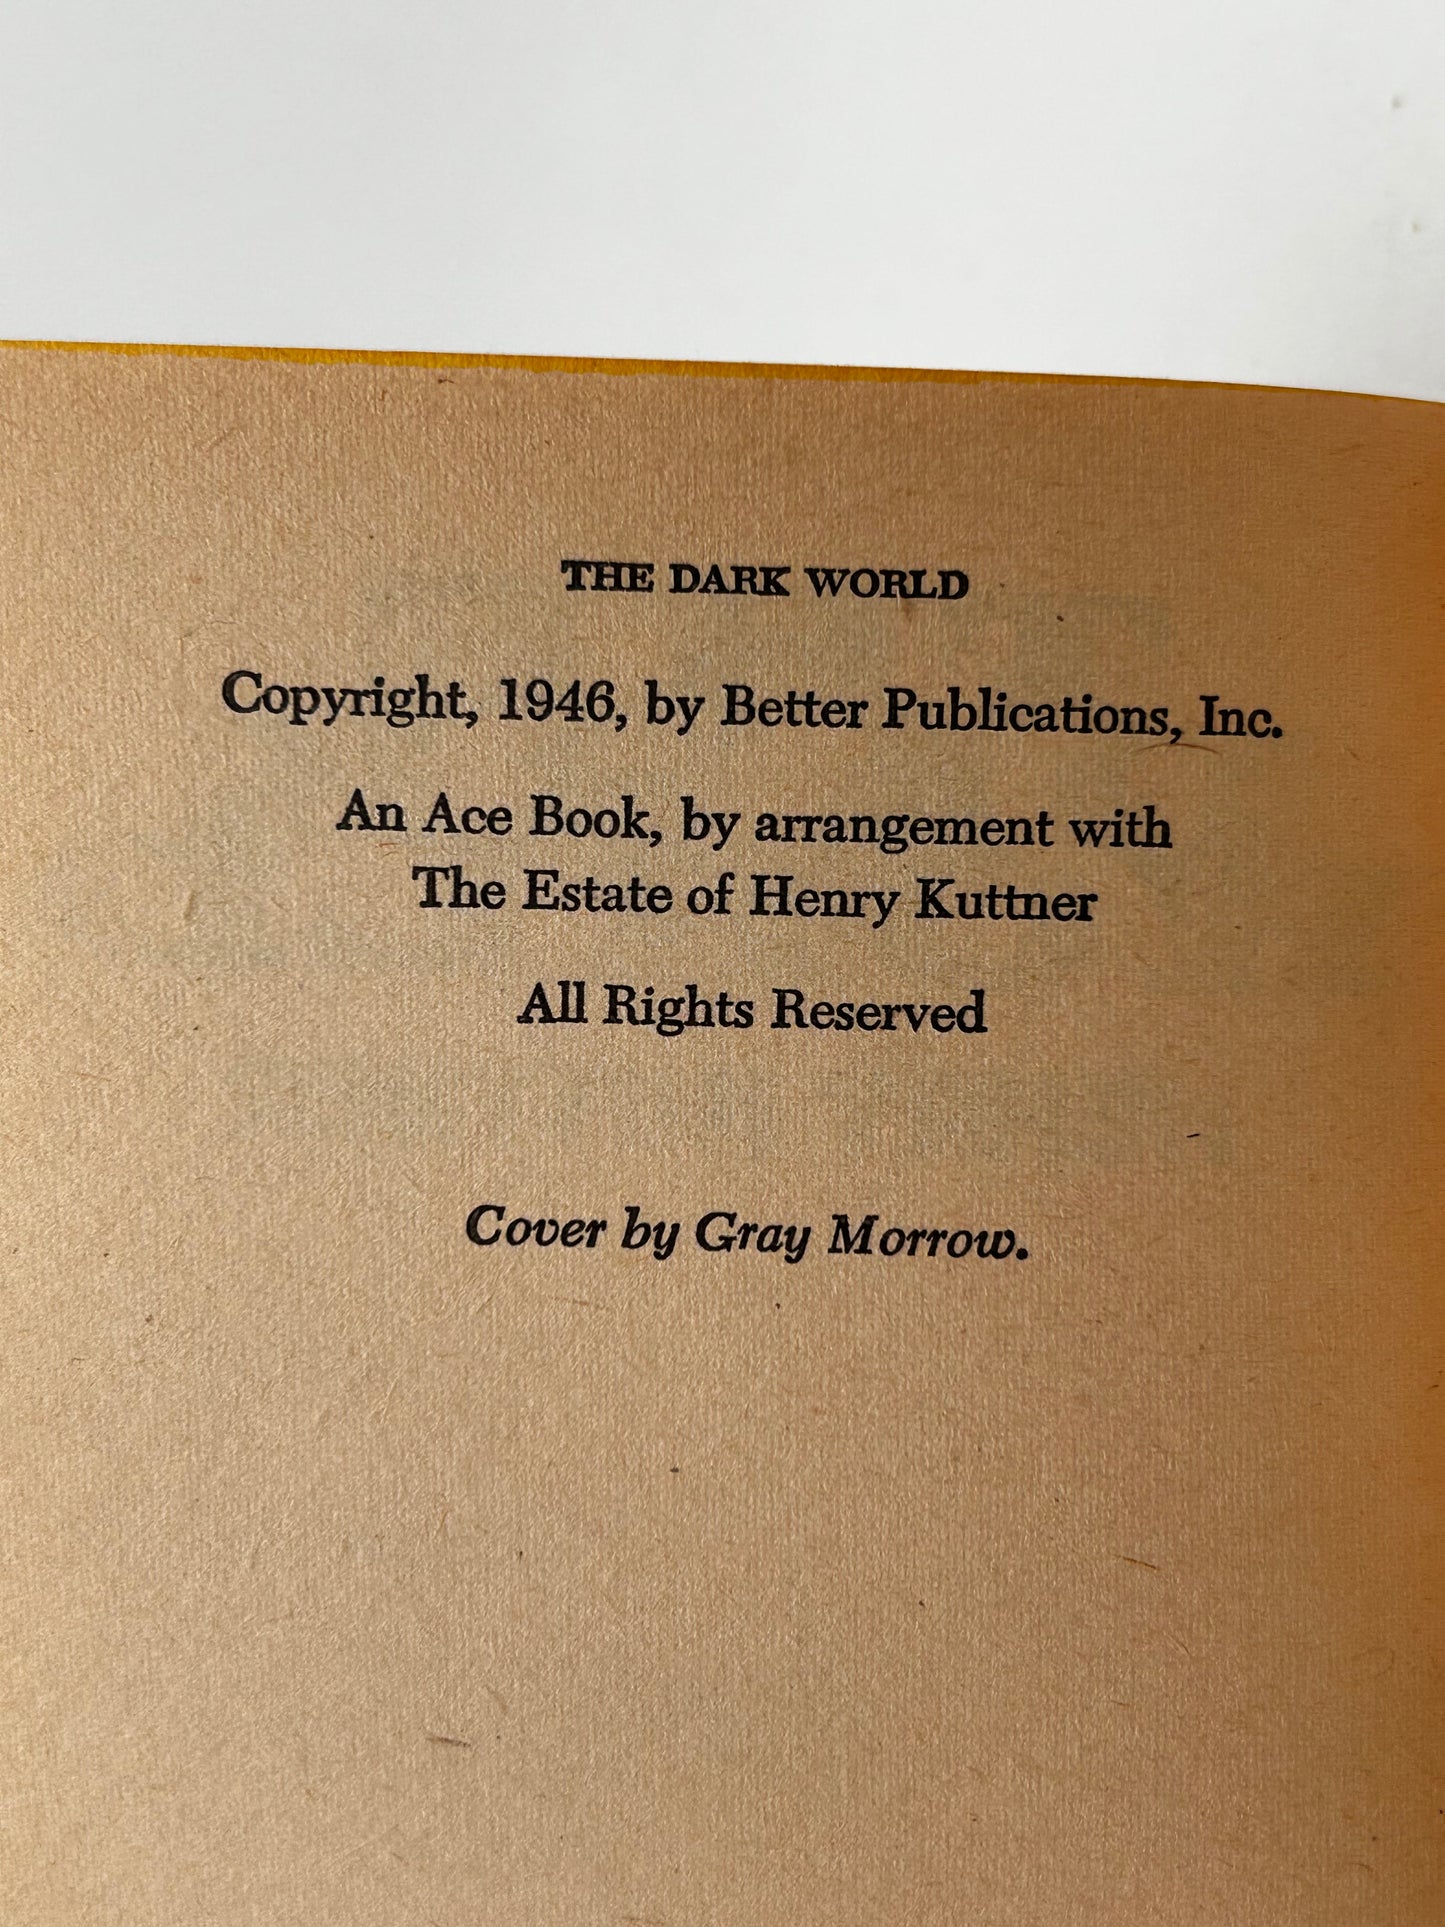 THE DARK WORLD
Copyright, 1946, by Better Publications, Inc.
An Ace Book, by arrangement with
The Estate of Henry Kuttner
All Rights Reserved
Cover by Gray Morrow.